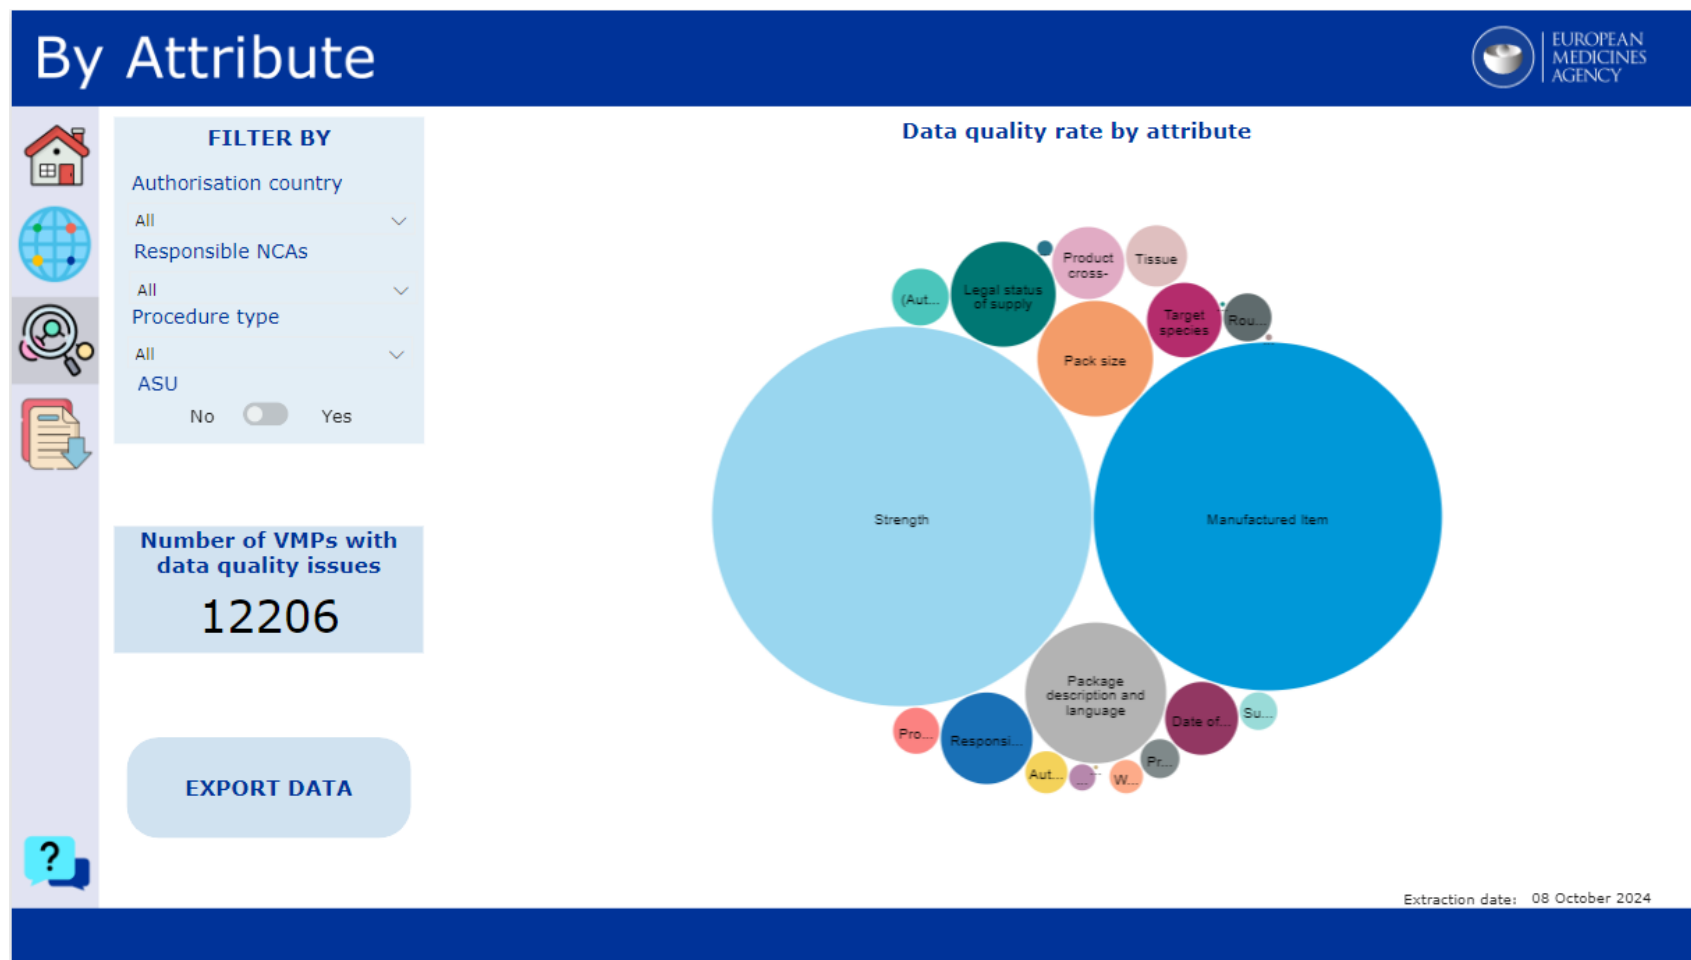 By Attribute
EUROPEAN
MEDICINES
AGENCY
FILTER BY
Authorisation country
All
Responsible NCAs
All
Procedure type
All
ASU
No Yes
Number of VMPs with
data quality issues
12206
EXPORT DATA
?
Data quality rate by attribute
(Aut...
Legal status
of supply
Product
cross-
Tissue
Pack size
Target
species
Rou...
Strength
Manufactured Item
Package
description and
language
Pro...
Responsi...
Date of...
Su...
Aut...
...
W...
Pr...
Extraction date: 08 October 2024